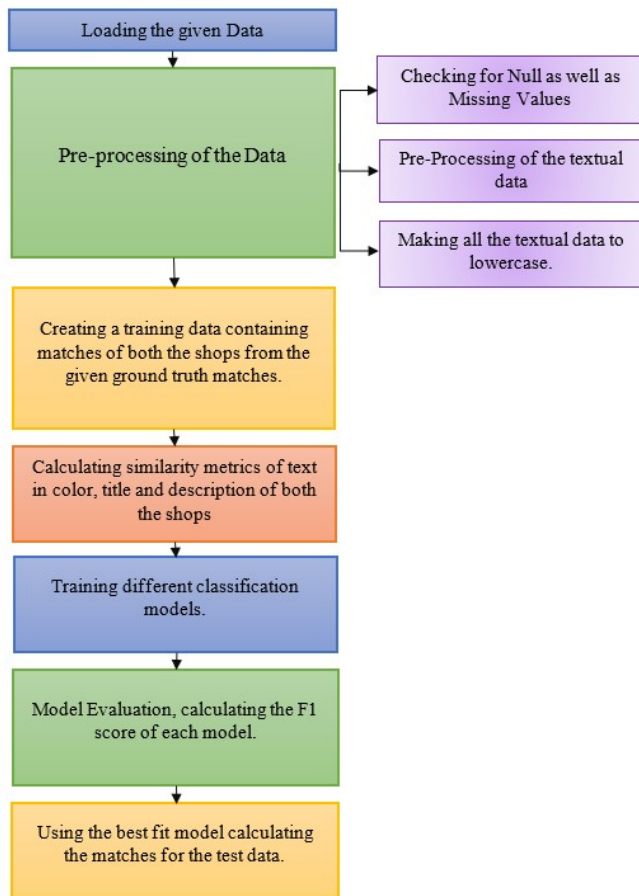 Loading the given Data
Pre-processing of the Data
Checking for Null as well as
Missing Values
Pre-Processing of the textual
data
Making all the textual data to
lowercase.
Creating a training data containing
matches of both the shops from the
given ground truth matches.
Calculating similarity metrics of text
in color, title and description of both
the shops
Training different classification
models.
Model Evaluation, calculating the F1
score of each model.
Using the best fit model calculating
the matches for the test data.